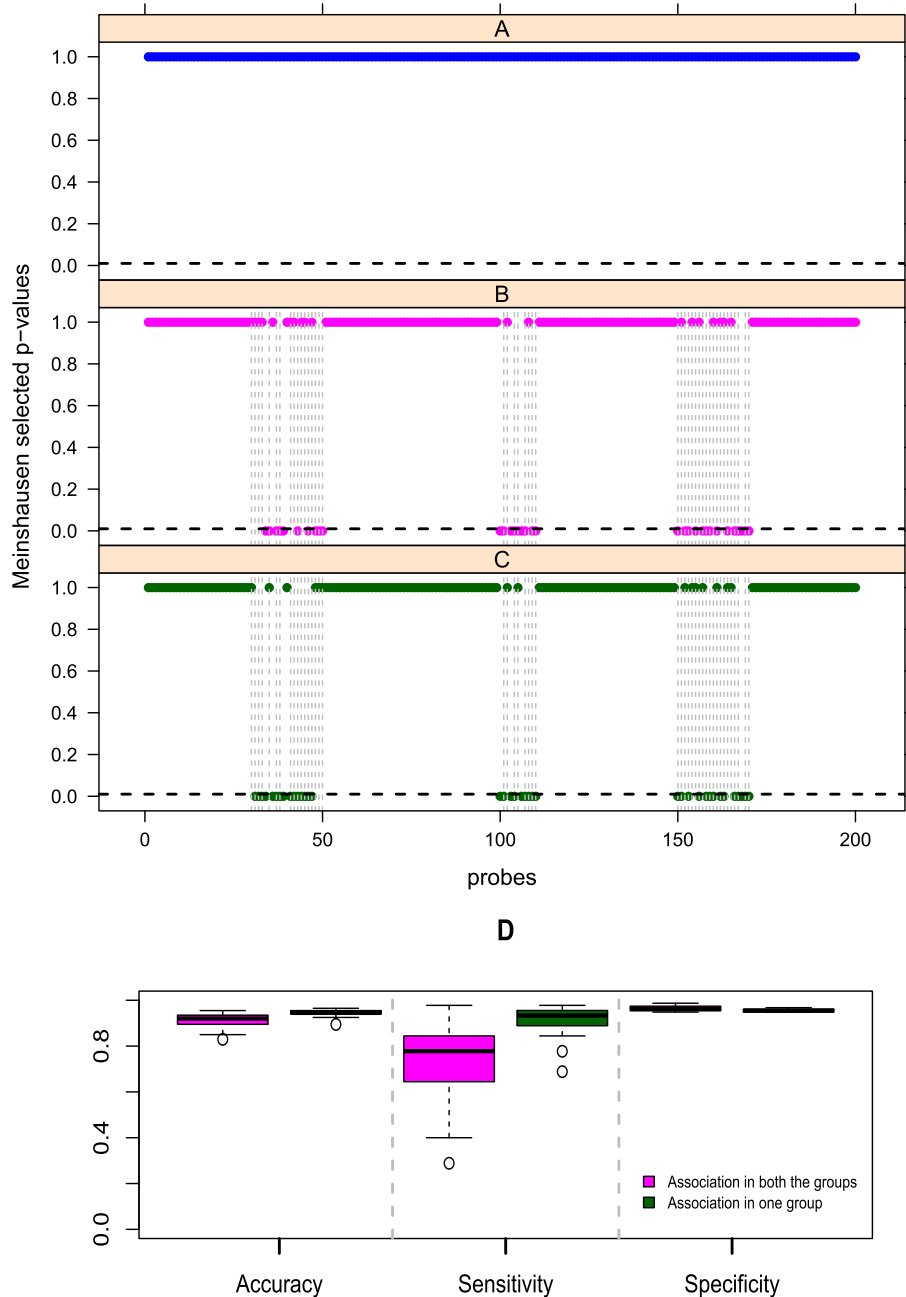 A
1.0
0.8
0.6
0.4
0.2
0.0
B
1.0
0.8
0.6
0.4
0.2
0.0
C
1.0
0.8
0.6
0.4
0.2
0.0
Meinshausen selected p−values
0 50 100 150 200
probes
D
0.8
0.4
0.0
Association in both the groups
Association in one group
Accuracy Sensitivity Specificity